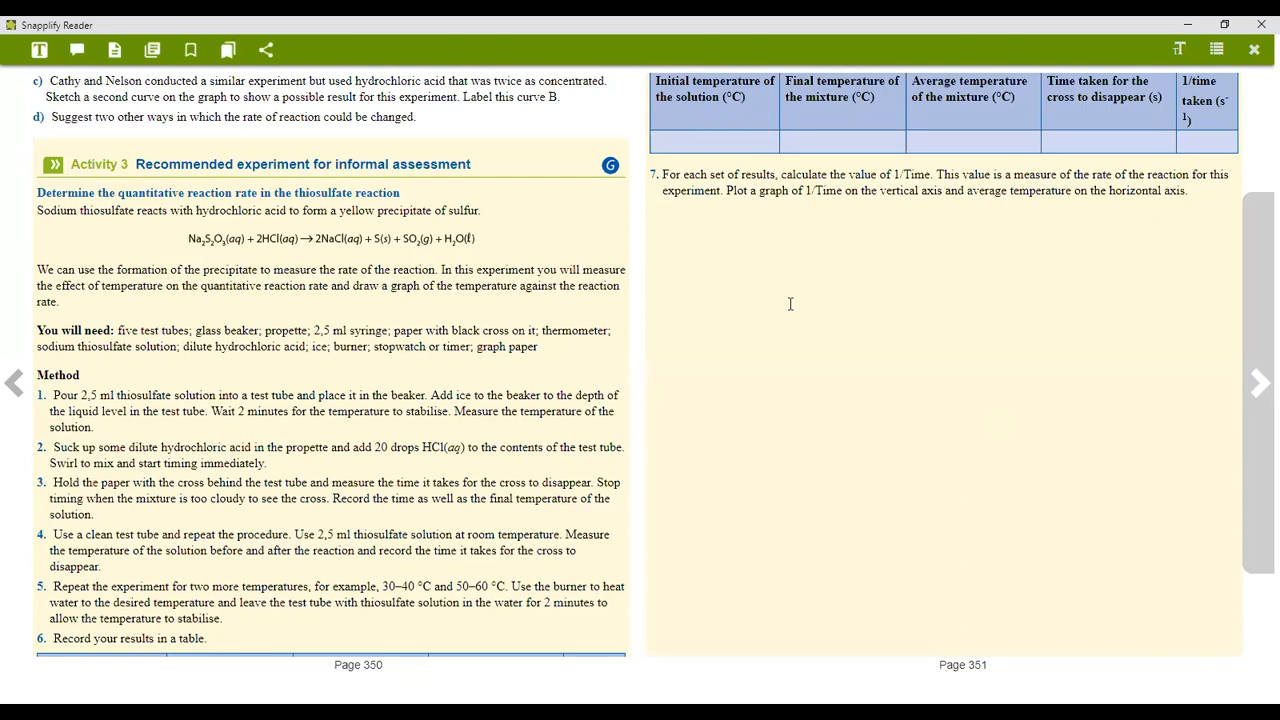 Snapplify Reader
c) Cathy and Nelson conducted a similar experiment but used hydrochloric acid that was twice as concentrated.
Sketch a second curve on the graph to show a possible result for this experiment. Label this curve B.
d) Suggest two other ways in which the rate of reaction could be changed.
Activity 3 Recommended experiment for informal assessment G
Determine the quantitative reaction rate in the thiosulfate reaction
Sodium thiosulfate reacts with hydrochloric acid to form a yellow precipitate of sulfur.
Na₂S₂O₃(aq) + 2HCl(aq) → 2NaCl(aq) + S(s) + SO₂(g) + H₂O(ℓ)
We can use the formation of the precipitate to measure the rate of the reaction. In this experiment you will measure
the effect of temperature on the quantitative reaction rate and draw a graph of the temperature against the reaction
rate.
You will need: five test tubes; glass beaker; propette; 2,5 ml syringe; paper with black cross on it; thermometer;
sodium thiosulfate solution; dilute hydrochloric acid; ice; burner; stopwatch or timer; graph paper
Method
1. Pour 2,5 ml thiosulfate solution into a test tube and place it in the beaker. Add ice to the beaker to the depth of
the liquid level in the test tube. Wait 2 minutes for the temperature to stabilise. Measure the temperature of the
solution.
2. Suck up some dilute hydrochloric acid in the propette and add 20 drops HCl(aq) to the contents of the test tube.
Swirl to mix and start timing immediately.
3. Hold the paper with the cross behind the test tube and measure the time it takes for the cross to disappear. Stop
timing when the mixture is too cloudy to see the cross. Record the time as well as the final temperature of the
solution.
4. Use a clean test tube and repeat the procedure. Use 2,5 ml thiosulfate solution at room temperature. Measure
the temperature of the solution before and after the reaction and record the time it takes for the cross to
disappear.
5. Repeat the experiment for two more temperatures, for example, 30–40 °C and 50–60 °C. Use the burner to heat
water to the desired temperature and leave the test tube with thiosulfate solution in the water for 2 minutes to
allow the temperature to stabilise.
6. Record your results in a table.
Page 350
Initial temperature of Final temperature of Average temperature Time taken for the 1/time
the solution (°C) the mixture (°C) of the mixture (°C) cross to disappear (s) taken (s⁻
¹)
7. For each set of results, calculate the value of 1/Time. This value is a measure of the rate of the reaction for this
experiment. Plot a graph of 1/Time on the vertical axis and average temperature on the horizontal axis.
Page 351